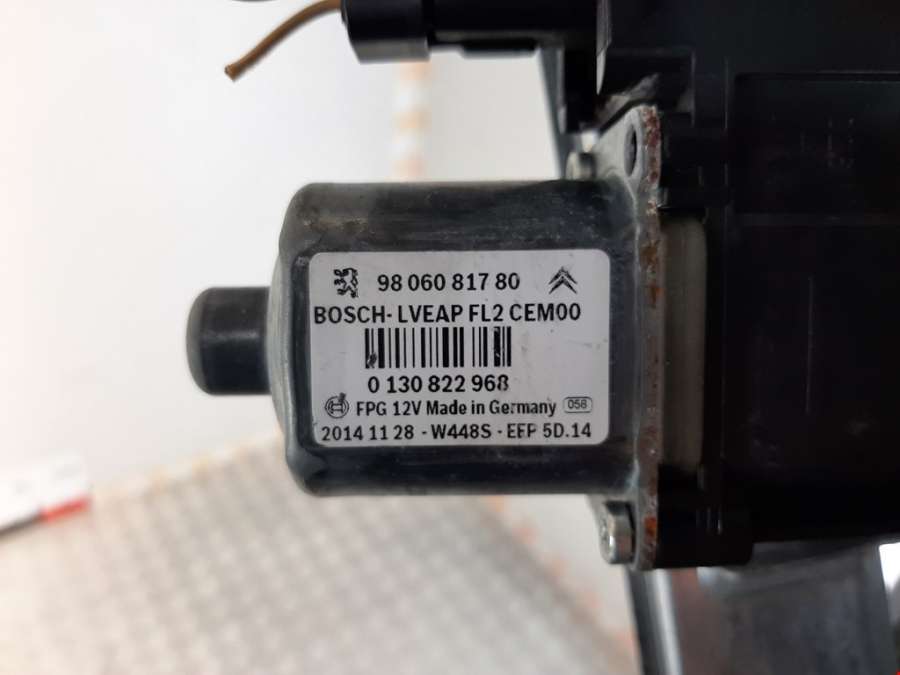 98 060 817 80
BOSCH- LVEAP FL2 CEM00
0 130 822 968
FPG 12V Made in Germany 058
2014 11 28 - W448S - EFP 5D.14